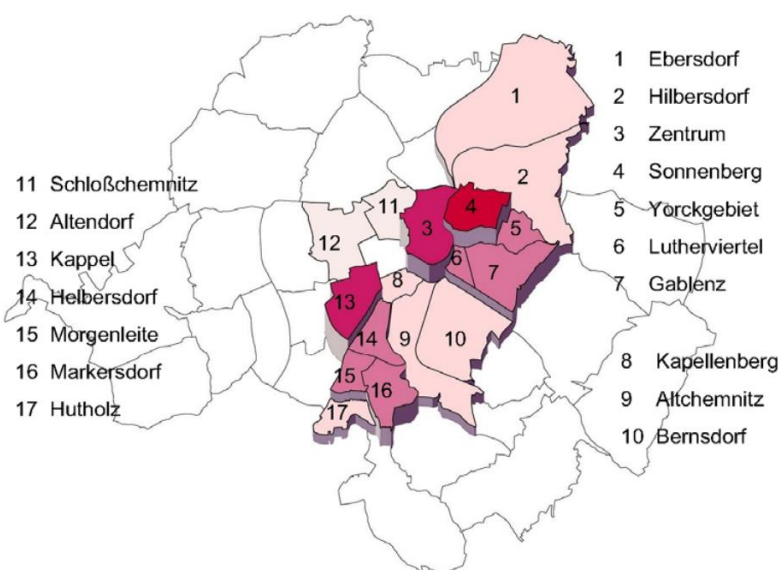 1 Ebersdorf
2 Hilbersdorf
3 Zentrum
4 Sonnenberg
5 Yorckgebiet
6 Lutherviertel
7 Gablenz
8 Kapellenberg
9 Altchemnitz
10 Bernsdorf
11 Schloßchemnitz
12 Altendorf
13 Kappel
14 Helbersdorf
15 Morgenleite
16 Markersdorf
17 Hutholz
1
2
3
4
5
6
7
8
9
10
11
12
13
14
15
16
17